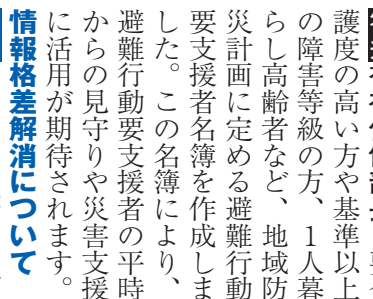 護度の高い方や基準以上
の障害等級の方、1人暮
らし高齢者など、地域防
災計画に定める避難行動
要支援者名簿を作成しま
した。この名簿により、
避難行動要支援者の平時
からの見守りや災害支援
に活用が期待されます。
情報格差解消について